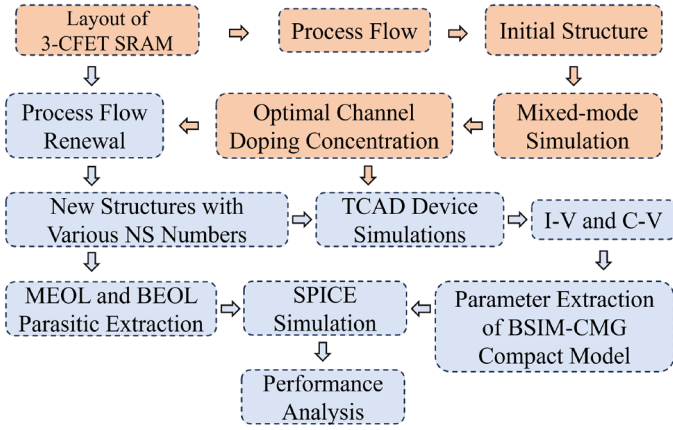 Layout of
3-CFET SRAM
Process Flow
Initial Structure
Process Flow
Renewal
Optimal Channel
Doping Concentration
Mixed-mode
Simulation
New Structures with
Various NS Numbers
TCAD Device
Simulations
I-V and C-V
MEOL and BEOL
Parasitic Extraction
SPICE
Simulation
Parameter Extraction
of BSIM-CMG
Compact Model
Performance
Analysis